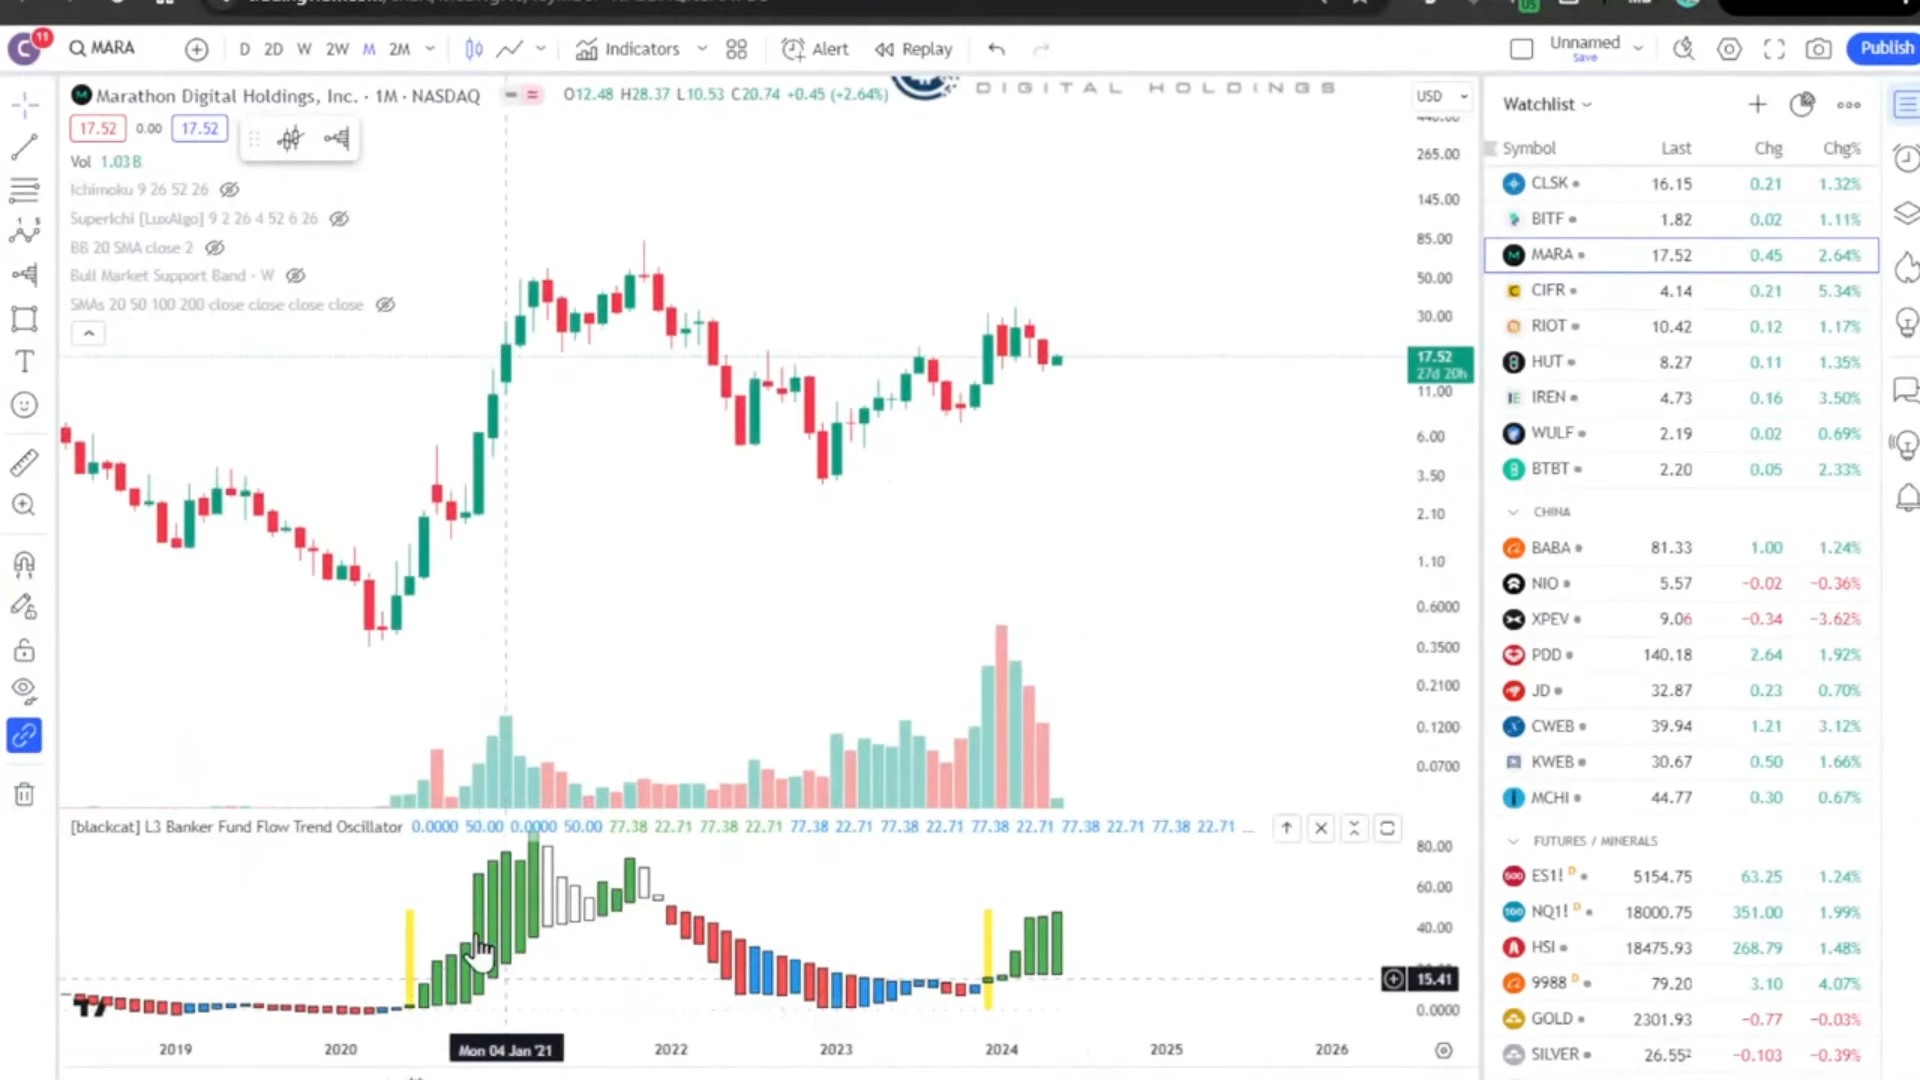 11
MARA
D 2D W 2W M 2M
Indicators
Alert
Replay
Unnamed
Save
Publish
Marathon Digital Holdings, Inc. · 1M · NASDAQ
O12.48 H28.37 L10.53 C20.74 +0.45 (+2.64%)
DIGITAL HOLDINGS
17.52 0.00 17.52
Vol 1.03B
Ichimoku 9 26 52 26
SuperIchi [LuxAlgo] 9 2 26 4 52 6 26
BB 20 SMA close 2
Bull Market Support Band · W
SMAs 20 50 100 200 close close close close
USD
265.00
145.00
85.00
50.00
30.00
17.52
27d 20h
11.00
6.00
3.50
2.10
1.10
0.6000
0.3500
0.2100
0.1200
0.0700
[blackcat] L3 Banker Fund Flow Trend Oscillator 0.0000 50.00 0.0000 50.00 77.38 22.71 77.38 22.71 77.38 22.71 77.38 22.71 77.38 22.71 77.38 22.71 77.38 22.71 ...
80.00
60.00
40.00
15.41
0.0000
2019 2020 Mon 04 Jan '21 2022 2023 2024 2025 2026
Watchlist
Symbol Last Chg Chg%
CLSK 16.15 0.21 1.32%
BITF 1.82 0.02 1.11%
MARA 17.52 0.45 2.64%
CIFR 4.14 0.21 5.34%
RIOT 10.42 0.12 1.17%
HUT 8.27 0.11 1.35%
IREN 4.73 0.16 3.50%
WULF 2.19 0.02 0.69%
BTBT 2.20 0.05 2.33%
CHINA
BABA 81.33 1.00 1.24%
NIO 5.57 −0.02 −0.36%
XPEV 9.06 −0.34 −3.62%
PDD 140.18 2.64 1.92%
JD 32.87 0.23 0.70%
CWEB 39.94 1.21 3.12%
KWEB 30.67 0.50 1.66%
MCHI 44.77 0.30 0.67%
FUTURES / MINERALS
ES1! D 5154.75 63.25 1.24%
NQ1! D 18000.75 351.00 1.99%
HSI 18475.93 268.79 1.48%
9988 D 79.20 3.10 4.07%
GOLD 2301.93 −0.77 −0.03%
SILVER 26.55² −0.103 −0.39%